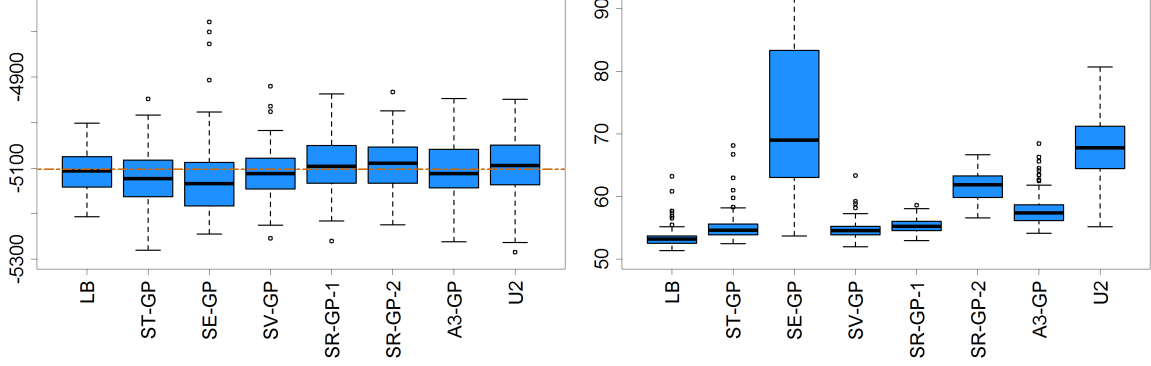 -4900
-5100
-5300
LB
ST-GP
SE-GP
SV-GP
SR-GP-1
SR-GP-2
A3-GP
U2
90
80
70
60
50
LB
ST-GP
SE-GP
SV-GP
SR-GP-1
SR-GP-2
A3-GP
U2